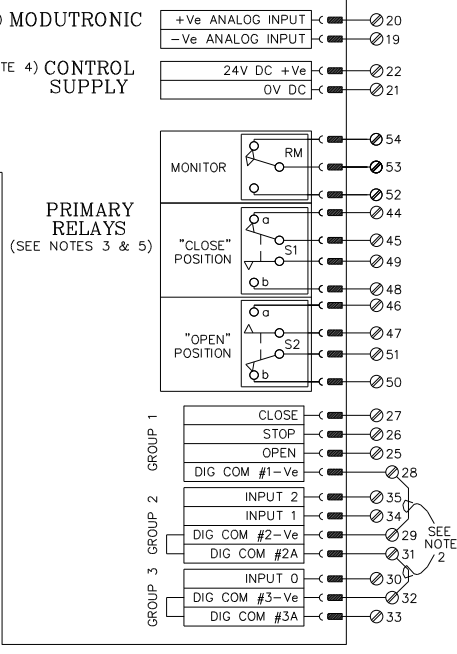 ) MODUTRONIC
+Ve ANALOG INPUT 20
-Ve ANALOG INPUT 19
TE 4) CONTROL
SUPPLY
24V DC +Ve 22
0V DC 21
PRIMARY
RELAYS
(SEE NOTES 3 & 5)
MONITOR
RM
54
53
52
"CLOSE"
POSITION
a
S1
b
44
45
49
48
"OPEN"
POSITION
a
S2
b
46
47
51
50
GROUP 1
CLOSE 27
STOP 26
OPEN 25
DIG COM #1-Ve 28
GROUP 2
INPUT 2 35
INPUT 1 34
DIG COM #2-Ve 29
DIG COM #2A 31
GROUP 3
INPUT 0 30
DIG COM #3-Ve 32
DIG COM #3A 33
SEE
NOTE
2